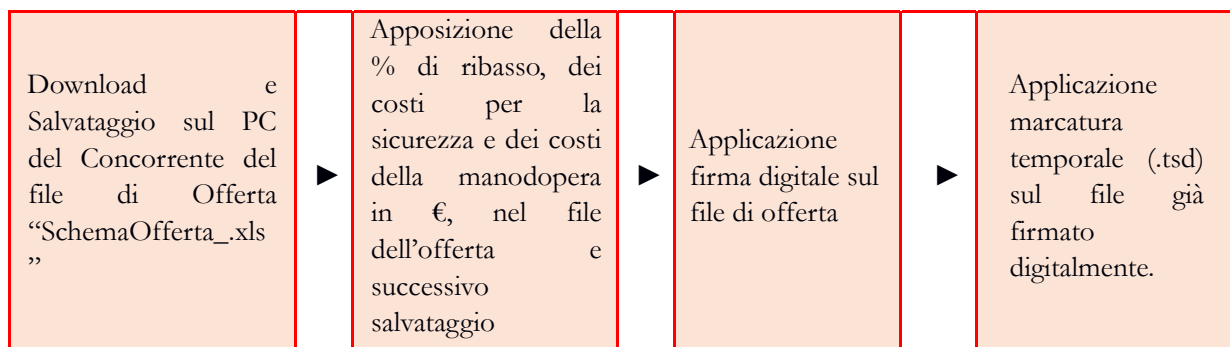 Download e
Salvataggio sul PC
del Concorrente del
file di Offerta
“SchemaOfferta_.xls
”
►
Apposizione della
% di ribasso, dei
costi per la
sicurezza e dei costi
della manodopera
in €, nel file
dell’offerta e
successivo
salvataggio
►
Applicazione
firma digitale sul
file di offerta
►
Applicazione
marcatura
temporale (.tsd)
sul file già
firmato
digitalmente.